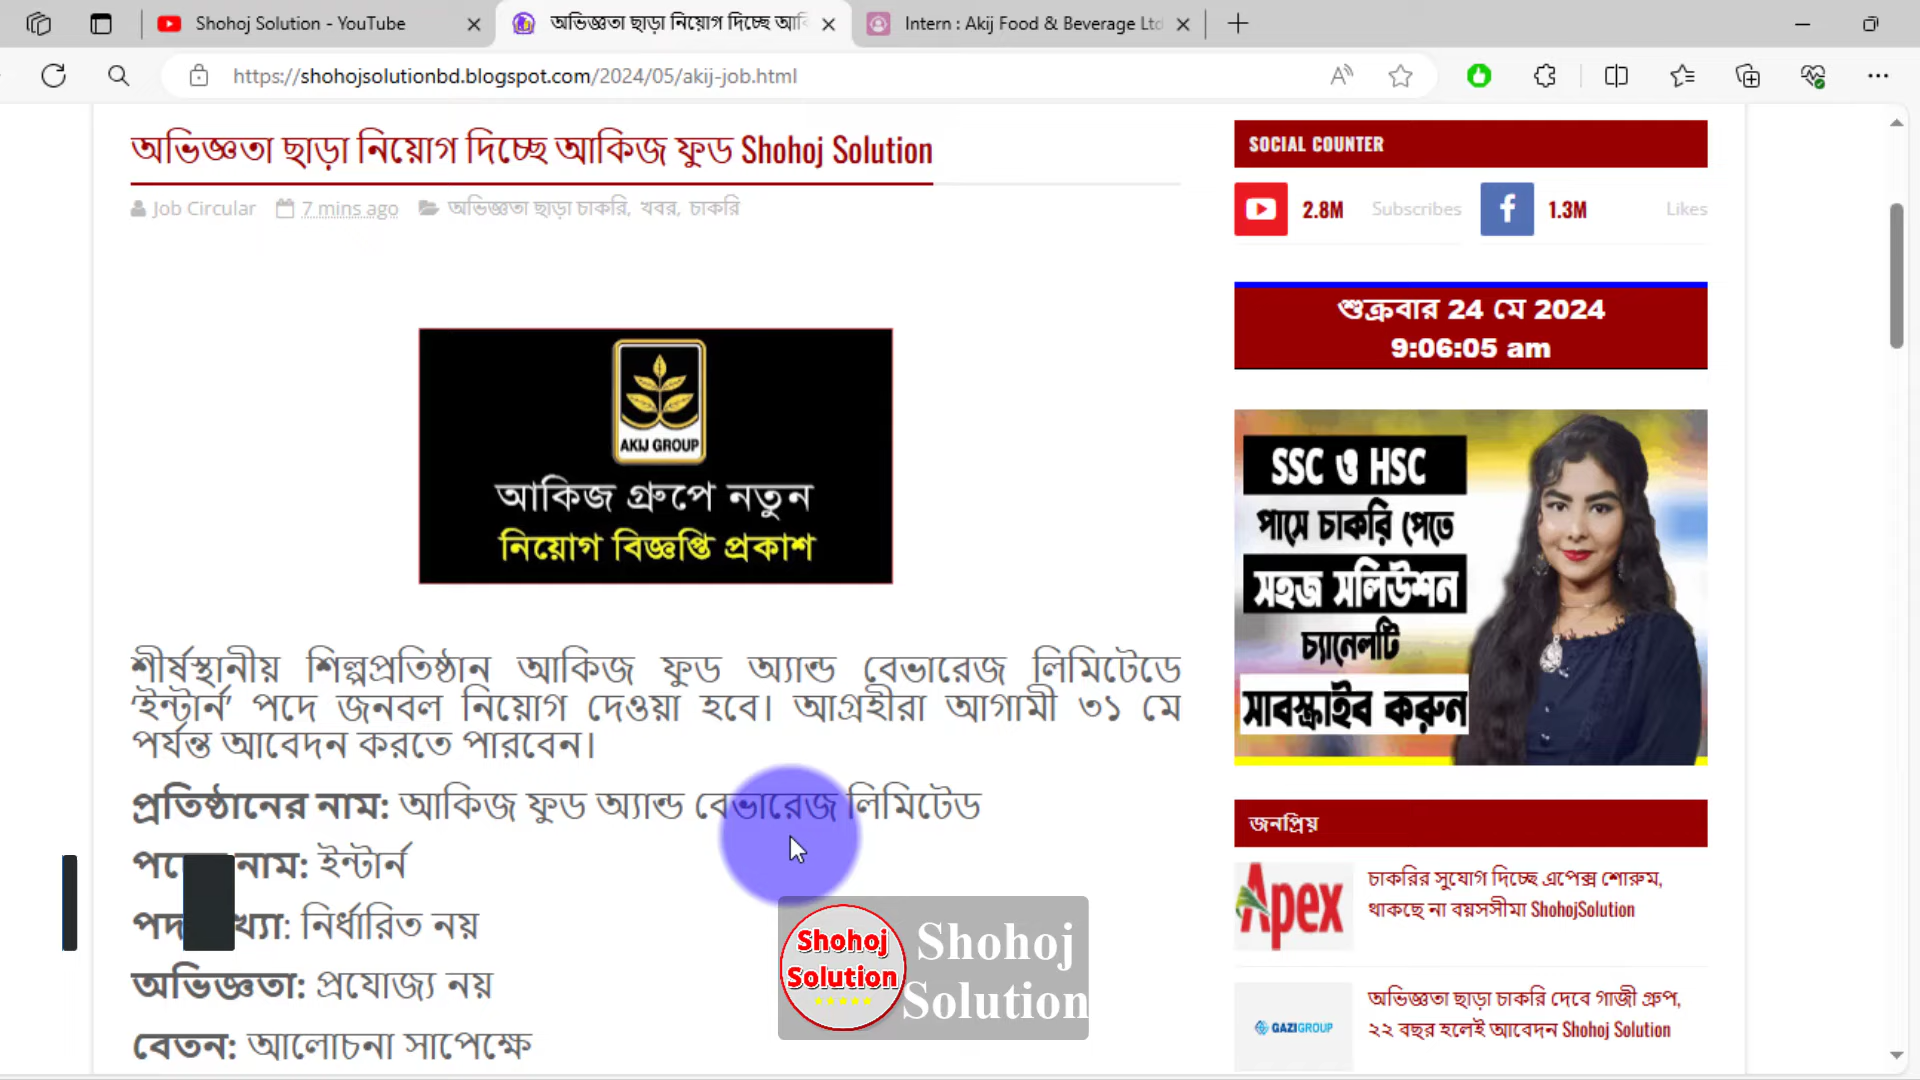 Shohoj Solution - YouTube
অভিজ্ঞতা ছাড়া নিয়োগ দিচ্ছে আকি
Intern : Akij Food & Beverage Ltd
https://shohojsolutionbd.blogspot.com/2024/05/akij-job.html
অভিজ্ঞতা ছাড়া নিয়োগ দিচ্ছে আকিজ ফুড Shohoj Solution
Job Circular 7 mins ago অভিজ্ঞতা ছাড়া চাকরি, খবর, চাকরি
AKIJ GROUP
আকিজ গ্রুপে নতুন
নিয়োগ বিজ্ঞপ্তি প্রকাশ
শীর্ষস্থানীয় শিল্পপ্রতিষ্ঠান আকিজ ফুড অ্যান্ড বেভারেজ লিমিটেডে
‘ইন্টার্ন’ পদে জনবল নিয়োগ দেওয়া হবে। আগ্রহীরা আগামী ৩১ মে
পর্যন্ত আবেদন করতে পারবেন।
প্রতিষ্ঠানের নাম: আকিজ ফুড অ্যান্ড বেভারেজ লিমিটেড
নাম: ইন্টার্ন
নির্ধারিত নয়
অভিজ্ঞতা: প্রযোজ্য নয়
বেতন: আলোচনা সাপেক্ষে
Shohoj
Solution
Shohoj
Solution
SOCIAL COUNTER
2.8M Subscribes 1.3M Likes
শুক্রবার 24 মে 2024
9:06:05 am
SSC ও HSC
পাসে চাকরি পেতে
সহজ সলিউশন
চ্যানেলটি
সাবস্ক্রাইব করুন
জনপ্রিয়
Apex
চাকরির সুযোগ দিচ্ছে এপেক্স শোরুম,
থাকছে না বয়সসীমা ShohojSolution
GAZI GROUP
অভিজ্ঞতা ছাড়া চাকরি দেবে গাজী গ্রুপ,
২২ বছর হলেই আবেদন Shohoj Solution